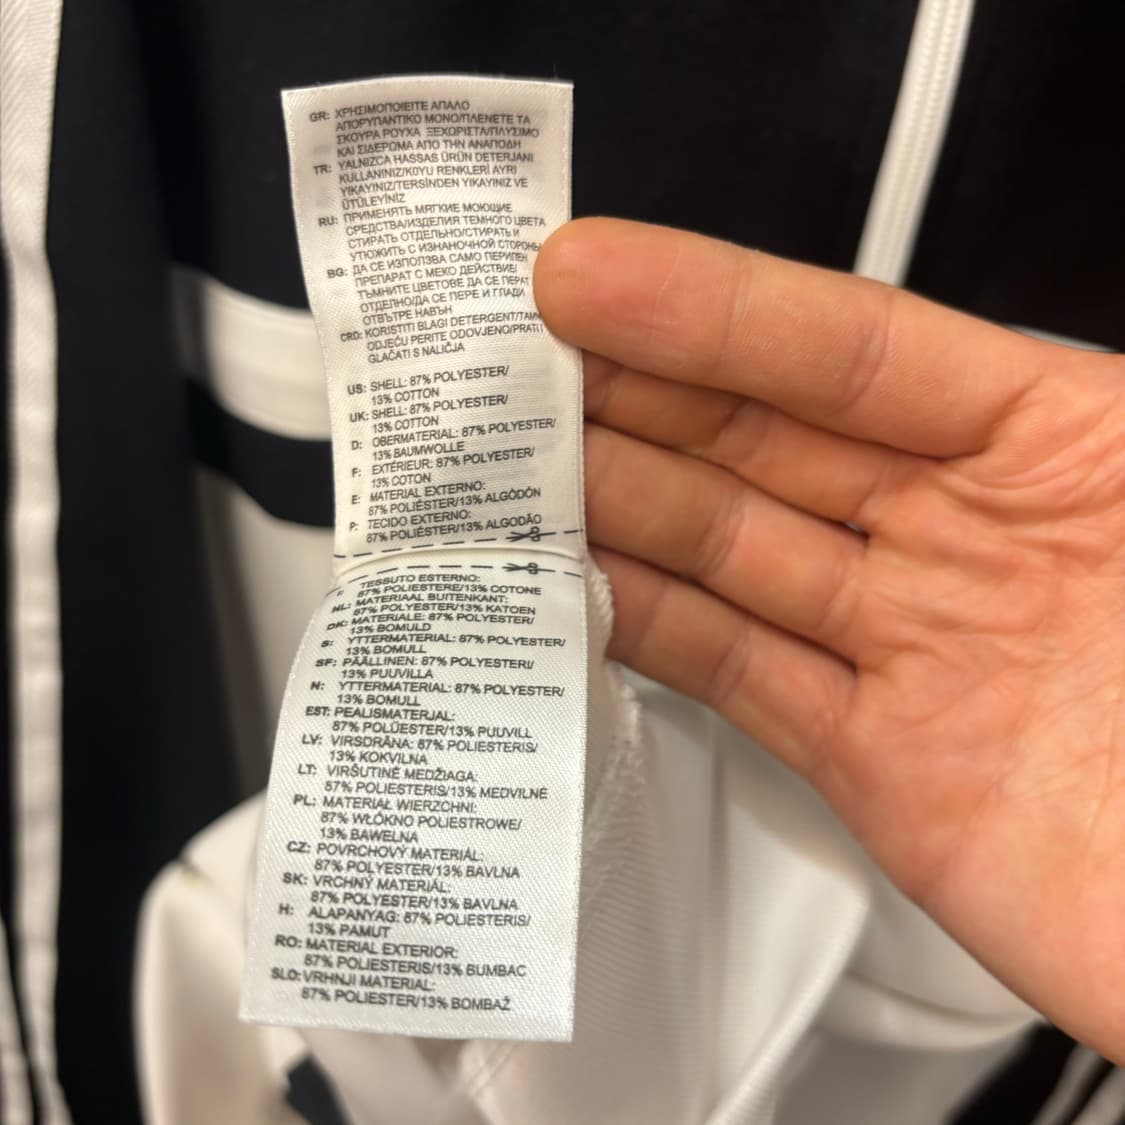 GR: ΧΡΗΣΙΜΟΠΟΙΕΙΤΕ ΑΠΑΛΟ
ΑΠΟΡΥΠΑΝΤΙΚΟ ΜΟΝΟ/ΠΛΕΝΕΤΕ ΤΑ
ΣΚΟΥΡΑ ΡΟΥΧΑ ΞΕΧΩΡΙΣΤΑ/ΠΛΥΣΙΜΟ
ΚΑΙ ΣΙΔΕΡΩΜΑ ΑΠΟ ΤΗΝ ΑΝΑΠΟΔΗ
TR: YALNIZCA HASSAS ÜRÜN DETERJANI
KULLANINIZ/KOYU RENKLERİ AYRI
YIKAYINIZ/TERSİNDEN YIKAYINIZ VE
ÜTÜLEYİNİZ
RU: ПРИМЕНЯТЬ МЯГКИЕ МОЮЩИЕ
СРЕДСТВА/ИЗДЕЛИЯ ТЕМНОГО ЦВЕТА
СТИРАТЬ ОТДЕЛЬНО/СТИРАТЬ И
УТЮЖИТЬ С ИЗНАНОЧНОЙ СТОРОНЫ
BG: ДА СЕ ИЗПОЛЗВА САМО ПЕРИЛЕН
ПРЕПАРАТ С МЕКО ДЕЙСТВИЕ/
ТЪМНИТЕ ЦВЕТОВЕ ДА СЕ ПЕРАТ
ОТДЕЛНО/ДА СЕ ПЕРЕ И ГЛАДИ
ОТВЪТРЕ НАВЪН
CRO: KORISTITI BLAGI DETERGENT/TAMN
ODJEĆU PERITE ODOVJENO/PRATI I
GLAČATI S NALIČJA
US: SHELL: 87% POLYESTER/
13% COTTON
UK: SHELL: 87% POLYESTER/
13% COTTON
D: OBERMATERIAL: 87% POLYESTER/
13% BAUMWOLLE
F: EXTÉRIEUR: 87% POLYESTER/
13% COTON
E: MATERIAL EXTERNO:
87% POLIÉSTER/13% ALGODÓN
P: TECIDO EXTERNO:
87% POLIÉSTER/13% ALGODÃO
I: TESSUTO ESTERNO:
87% POLIESTERE/13% COTONE
NL: MATERIAAL BUITENKANT:
87% POLYESTER/13% KATOEN
DK: MATERIALE: 87% POLYESTER/
13% BOMULD
S: YTTERMATERIAL: 87% POLYESTER/
13% BOMULL
SF: PÄÄLLINEN: 87% POLYESTERI/
13% PUUVILLA
N: YTTERMATERIAL: 87% POLYESTER/
13% BOMULL
EST: PEALISMATERJAL:
87% POLÜESTER/13% PUUVILL
LV: VIRSDRĀNA: 87% POLIESTERIS/
13% KOKVILNA
LT: VIRŠUTINĖ MEDŽIAGA:
87% POLIESTERIS/13% MEDVILNĖ
PL: MATERIAŁ WIERZCHNI:
87% WŁÓKNO POLIESTROWE/
13% BAWEŁNA
CZ: POVRCHOVÝ MATERIÁL:
87% POLYESTER/13% BAVLNA
SK: VRCHNÝ MATERIÁL:
87% POLYESTER/13% BAVLNA
H: ALAPANYAG: 87% POLIESTERIS/
13% PAMUT
RO: MATERIAL EXTERIOR:
87% POLIESTERIS/13% BUMBAC
SLO: VRHNJI MATERIAL:
87% POLIESTER/13% BOMBAŽ